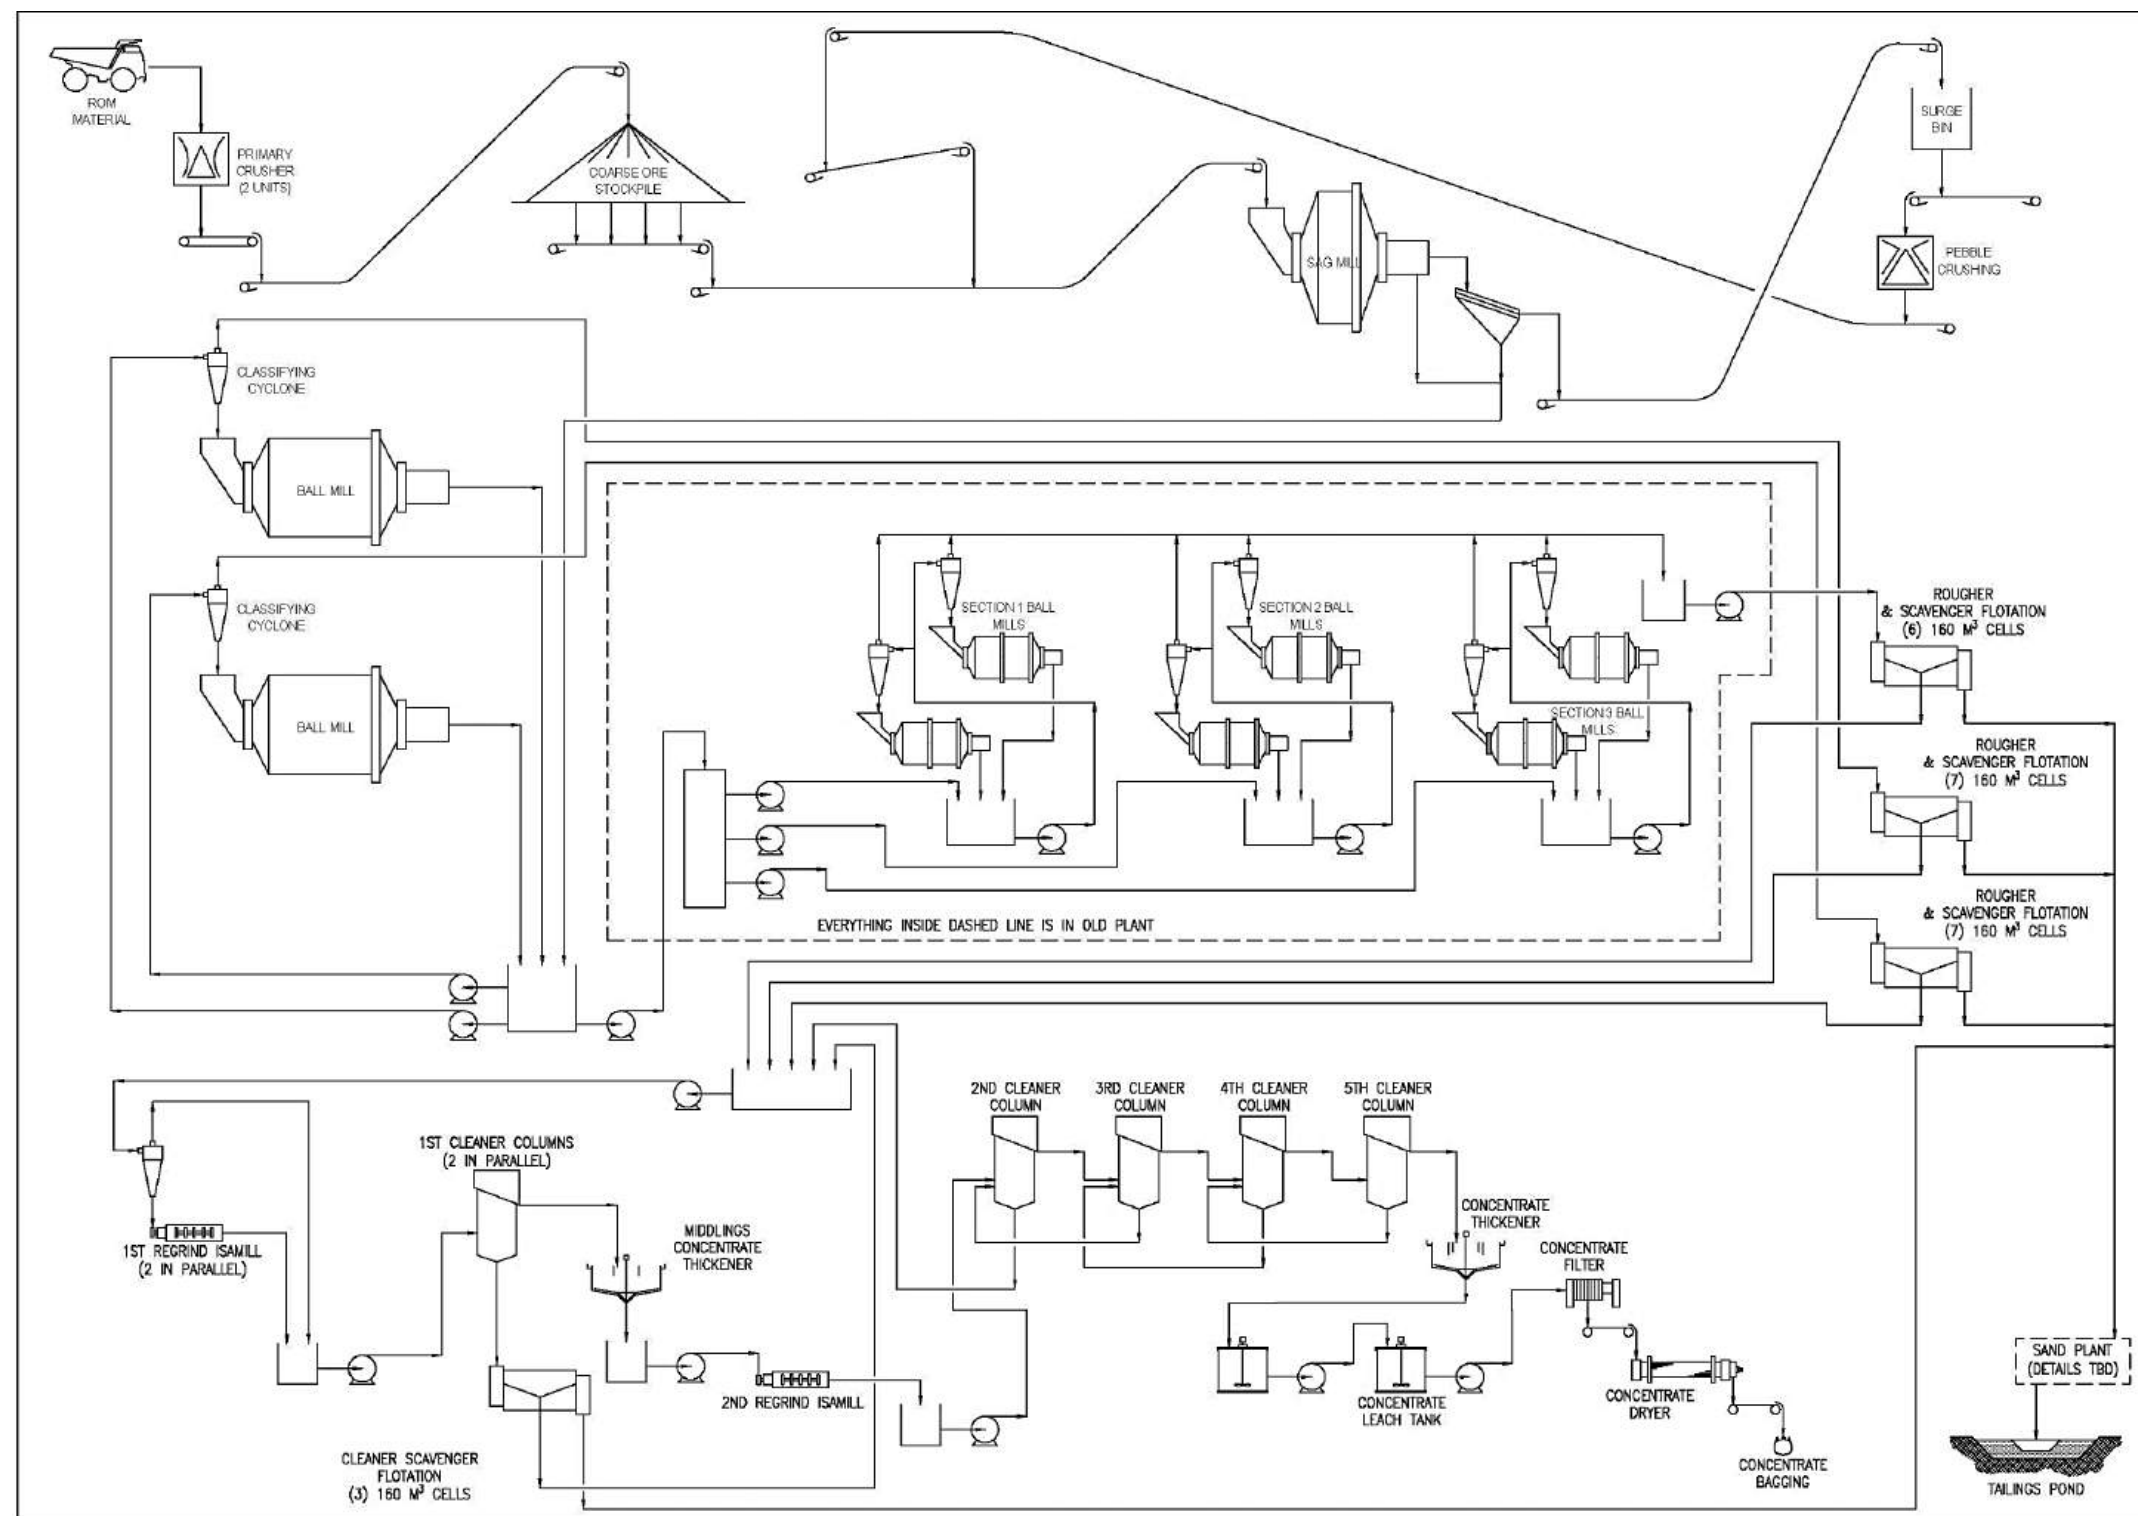 ROM
MATERIAL
PRIMARY
CRUSHER
(2 UNITS)
COARSE ORE
STOCKPILE
SAG MILL
SURGE
BIN
PEBBLE
CRUSHING
CLASSIFYING
CYCLONE
BALL MILL
CLASSIFYING
CYCLONE
BALL MILL
SECTION 1 BALL
MILLS
SECTION 2 BALL
MILLS
SECTION 3 BALL
MILLS
EVERYTHING INSIDE DASHED LINE IS IN OLD PLANT
ROUGHER
& SCAVENGER FLOTATION
(6) 160 M³ CELLS
ROUGHER
& SCAVENGER FLOTATION
(7) 160 M³ CELLS
ROUGHER
& SCAVENGER FLOTATION
(7) 160 M³ CELLS
1ST REGRIND ISAMILL
(2 IN PARALLEL)
1ST CLEANER COLUMNS
(2 IN PARALLEL)
MIDDLINGS
CONCENTRATE
THICKENER
2ND REGRIND ISAMILL
CLEANER SCAVENGER
FLOTATION
(3) 160 M³ CELLS
2ND CLEANER
COLUMN
3RD CLEANER
COLUMN
4TH CLEANER
COLUMN
5TH CLEANER
COLUMN
CONCENTRATE
THICKENER
CONCENTRATE
FILTER
CONCENTRATE
LEACH TANK
CONCENTRATE
DRYER
CONCENTRATE
BAGGING
SAND PLANT
(DETAILS TBD)
TAILINGS POND